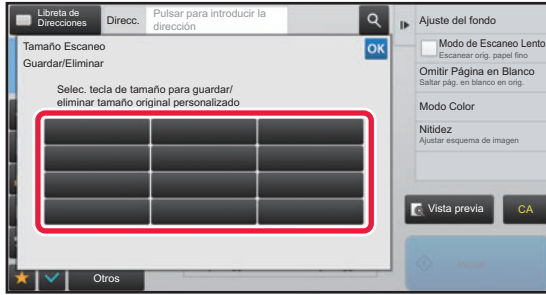 Libreta de
Direcciones
Direcc.
Pulsar para introducir la
dirección
Tamaño Escaneo
OK
Guardar/Eliminar
Selec. tecla de tamaño para guardar/
eliminar tamaño original personalizado
Otros
Ajuste del fondo
Modo de Escaneo Lento
Escanear orig. papel fino
Omitir Página en Blanco
Saltar pág. en blanco en orig.
Modo Color
Nitidez
Ajustar esquema de imagen
Vista previa
CA